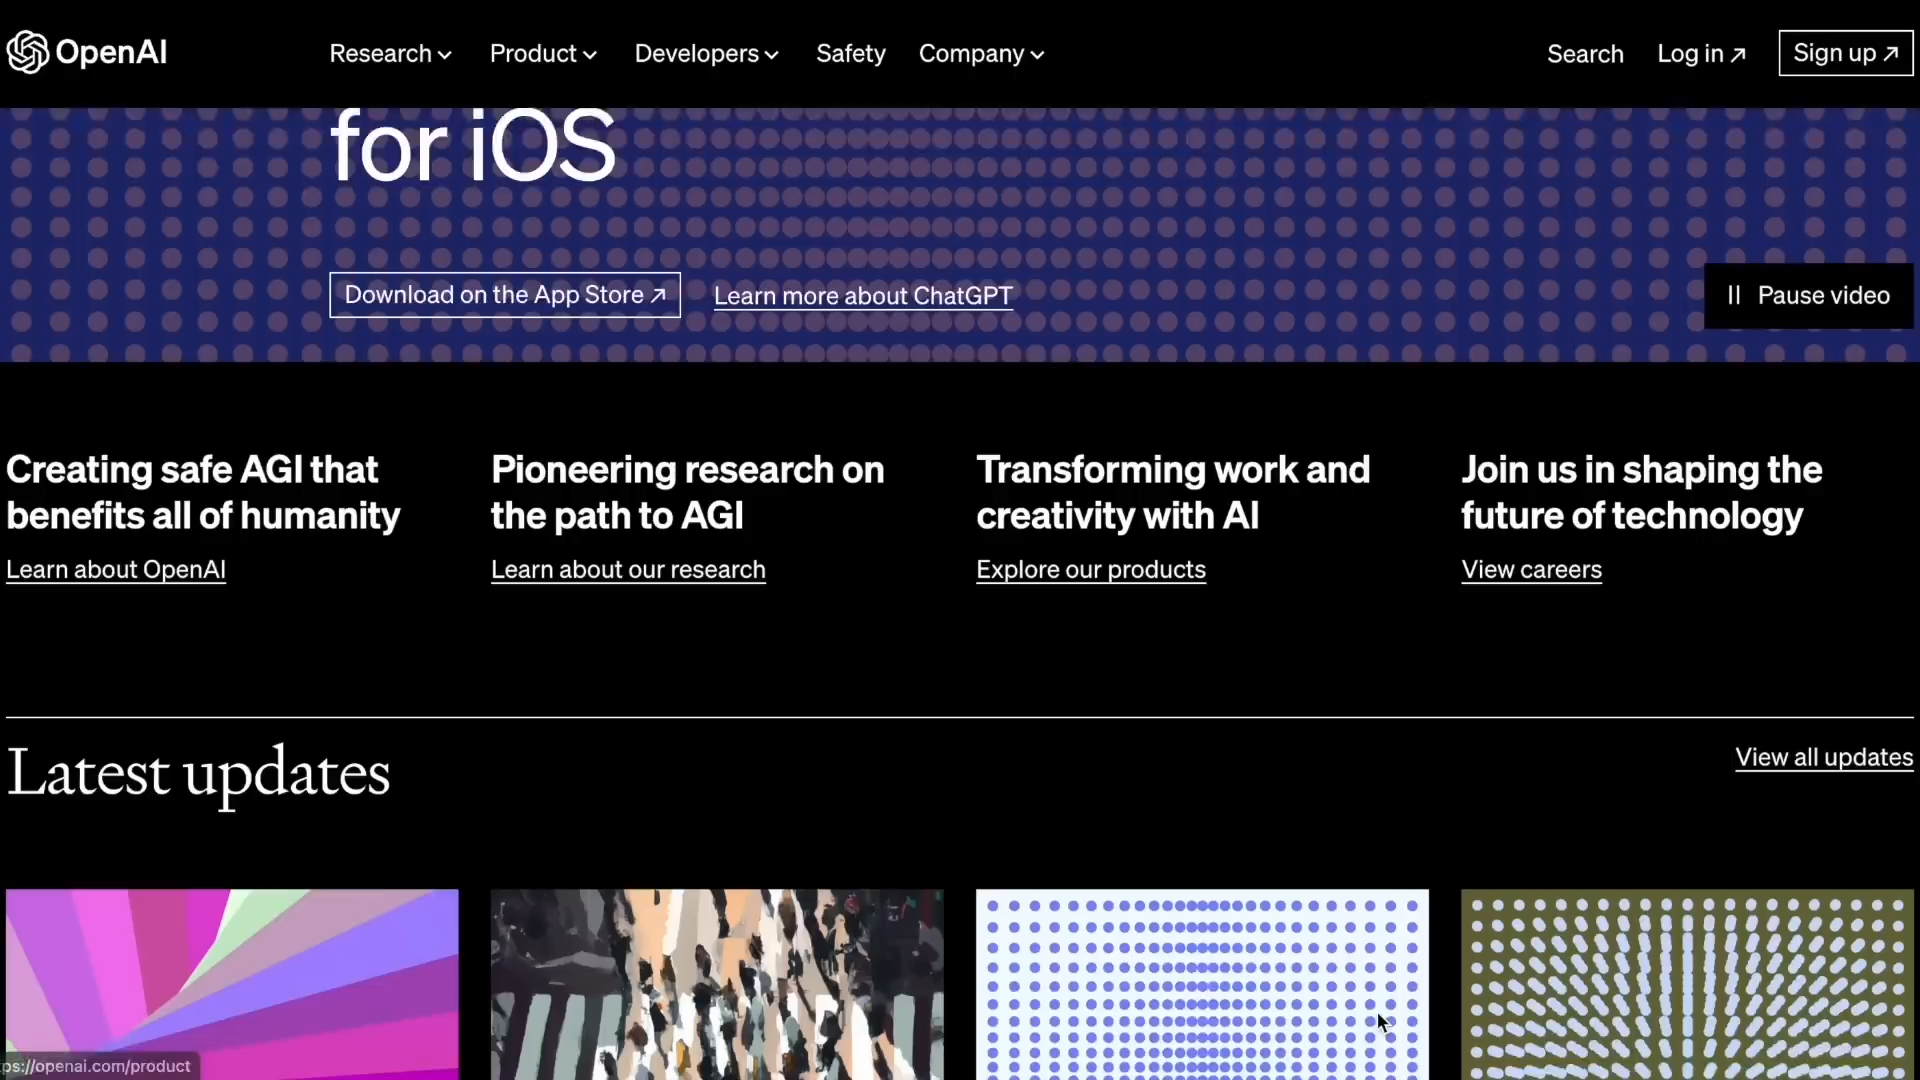 OpenAI
Research
Product
Developers
Safety
Company
Search
Log in ↗
Sign up ↗
for iOS
Download on the App Store ↗
Learn more about ChatGPT
Pause video
Creating safe AGI that
benefits all of humanity
Learn about OpenAI
Pioneering research on
the path to AGI
Learn about our research
Transforming work and
creativity with AI
Explore our products
Join us in shaping the
future of technology
View careers
Latest updates
View all updates
ps://openai.com/product